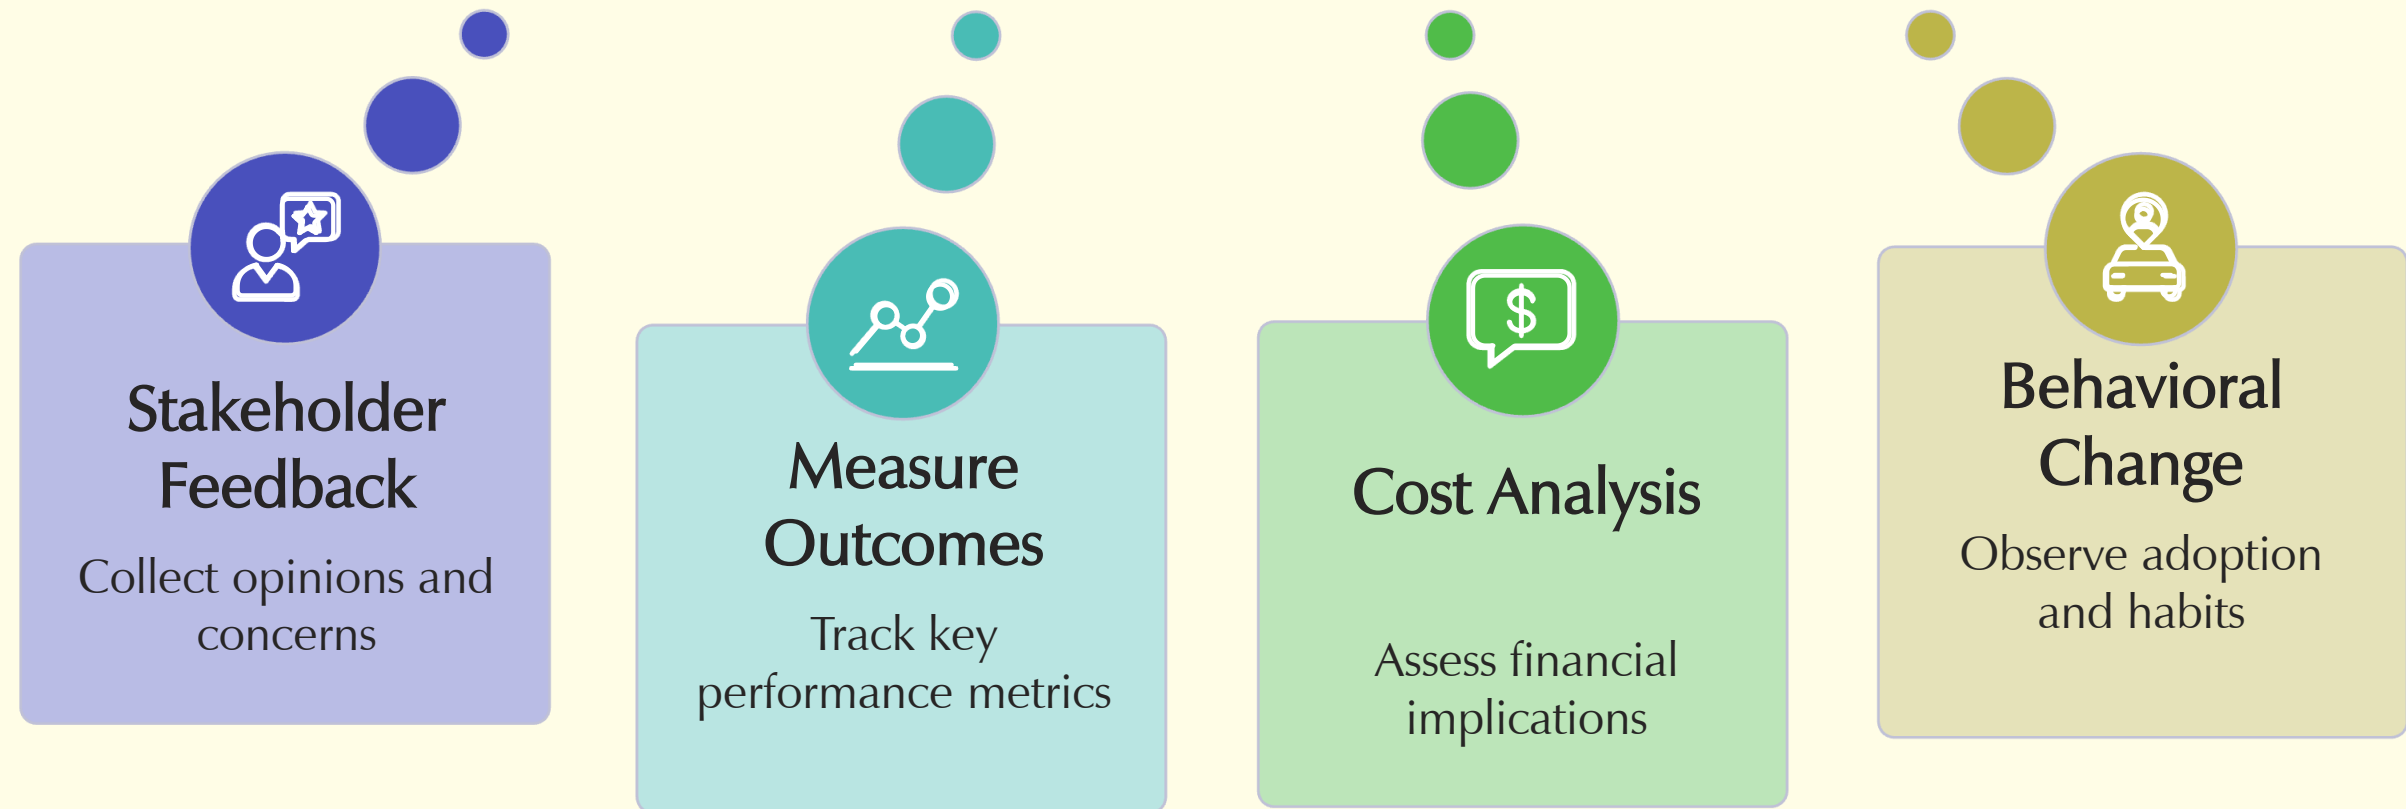 Stakeholder
Feedback
Collect opinions and
concerns
Measure
Outcomes
Track key
performance metrics
$
Cost Analysis
Assess financial
implications
Behavioral
Change
Observe adoption
and habits